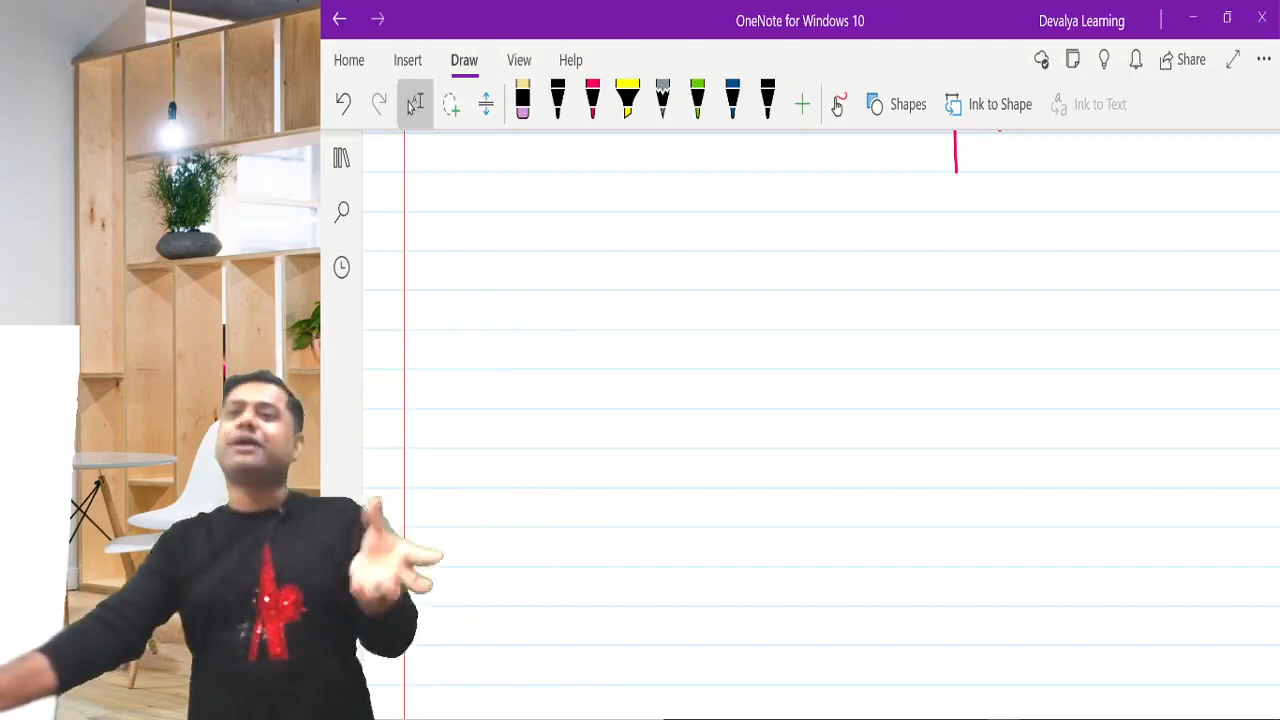 OneNote for Windows 10
Devalya Learning
Home
Insert
Draw
View
Help
Share
Shapes
Ink to Shape
Ink to Text